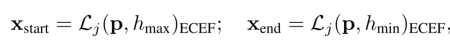 x_start = ℒ_j(p, h_max)_ECEF;   x_end = ℒ_j(p, h_min)_ECEF,